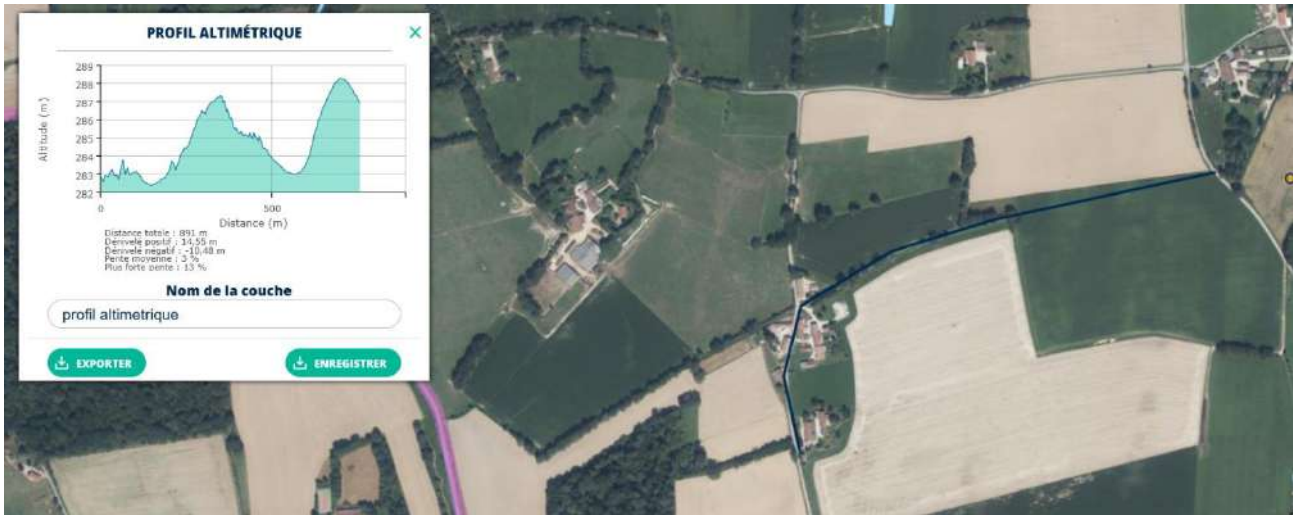 PROFIL ALTIMÉTRIQUE
289
288
287
286
285
284
283
282
Altitude (m)
0
500
Distance (m)
Distance totale : 891 m
Dénivelé positif : 14,55 m
Dénivelé négatif : -10,48 m
Pente moyenne : 3 %
Plus forte pente : 13 %
Nom de la couche
profil altimetrique
EXPORTER
ENREGISTRER